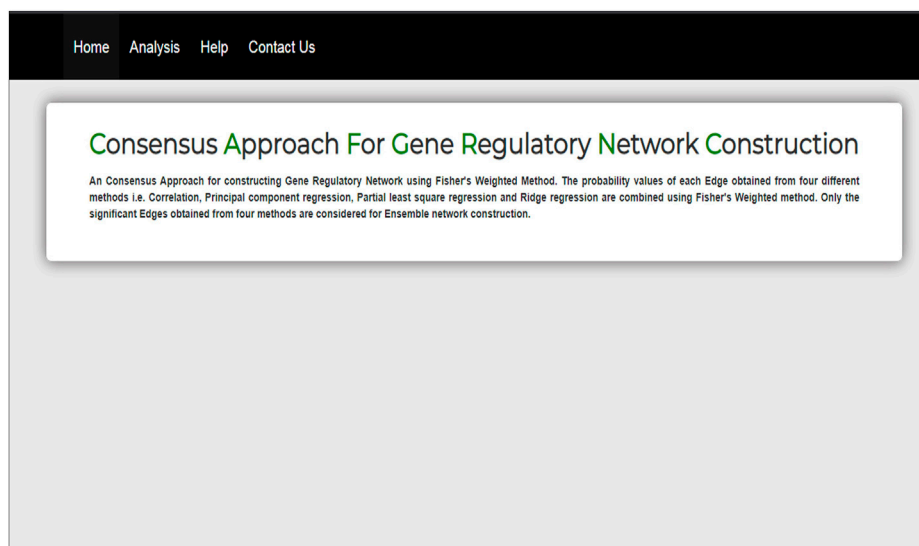 Home Analysis Help Contact Us
Consensus Approach For Gene Regulatory Network Construction
An Consensus Approach for constructing Gene Regulatory Network using Fisher's Weighted Method. The probability values of each Edge obtained from four different
methods i.e. Correlation, Principal component regression, Partial least square regression and Ridge regression are combined using Fisher's Weighted method. Only the
significant Edges obtained from four methods are considered for Ensemble network construction.